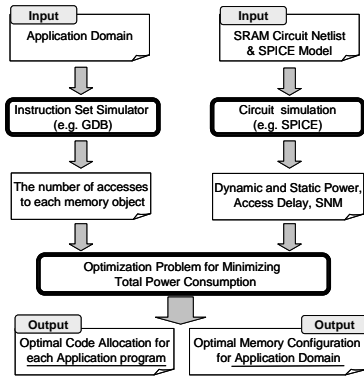 Input
Application Domain
Input
SRAM Circuit Netlist
& SPICE Model
Instruction Set Simulator
(e.g. GDB)
Circuit simulation
(e.g. SPICE)
The number of accesses
to each memory object
Dynamic and Static Power,
Access Delay, SNM
Optimization Problem for Minimizing
Total Power Consumption
Output
Optimal Code Allocation for
each Application program
Output
Optimal Memory Configuration
for Application Domain